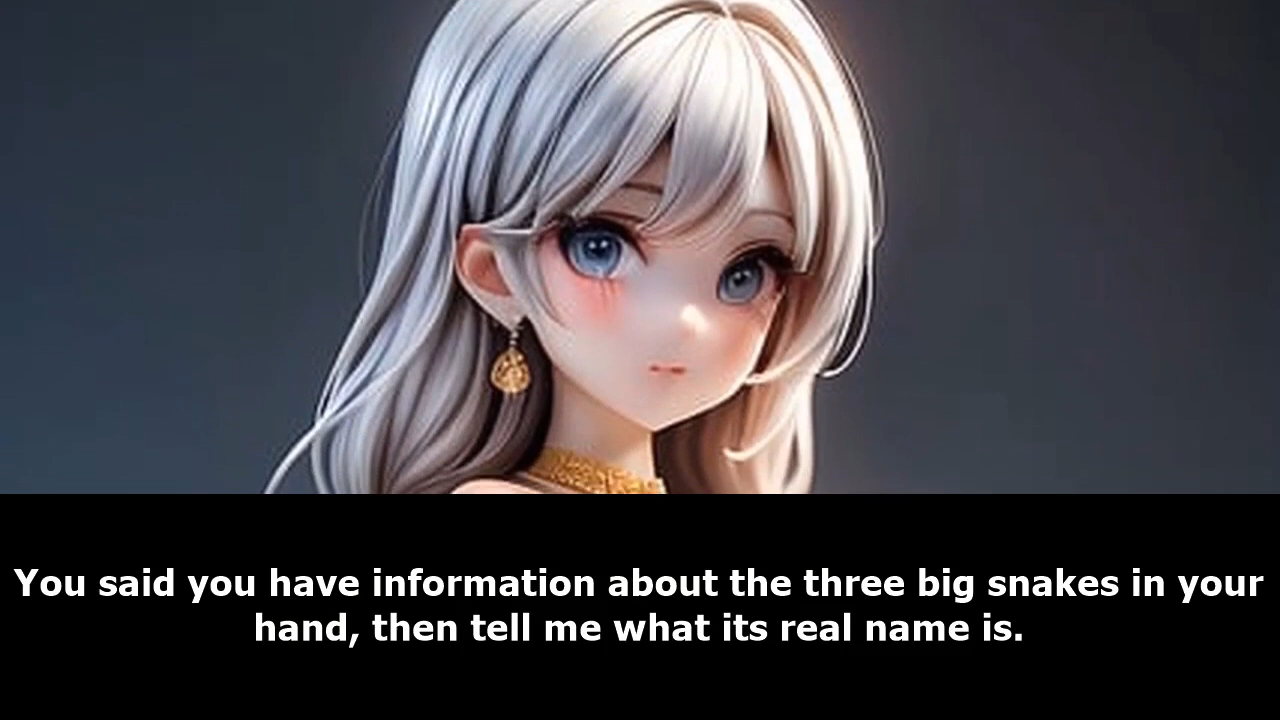 You said you have information about the three big snakes in your
hand, then tell me what its real name is.